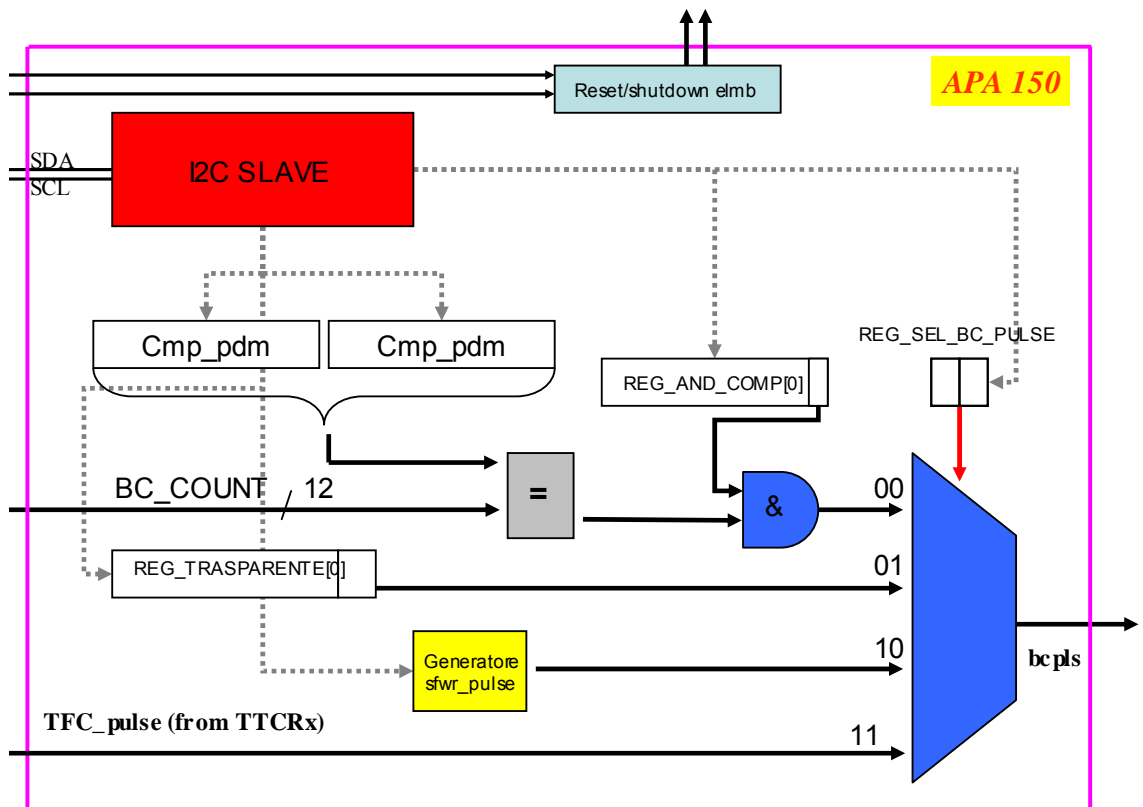 Reset/shutdown elmb
APA 150
SDA
SCL
I2C SLAVE
Cmp_pdm
Cmp_pdm
REG_SEL_BC_PULSE
REG_AND_COMP[0]
BC_COUNT
12
=
&
00
REG_TRASPARENTE[0]
01
Generatore
sfwr_pulse
10
bcpls
TFC_pulse (from TTCRx)
11